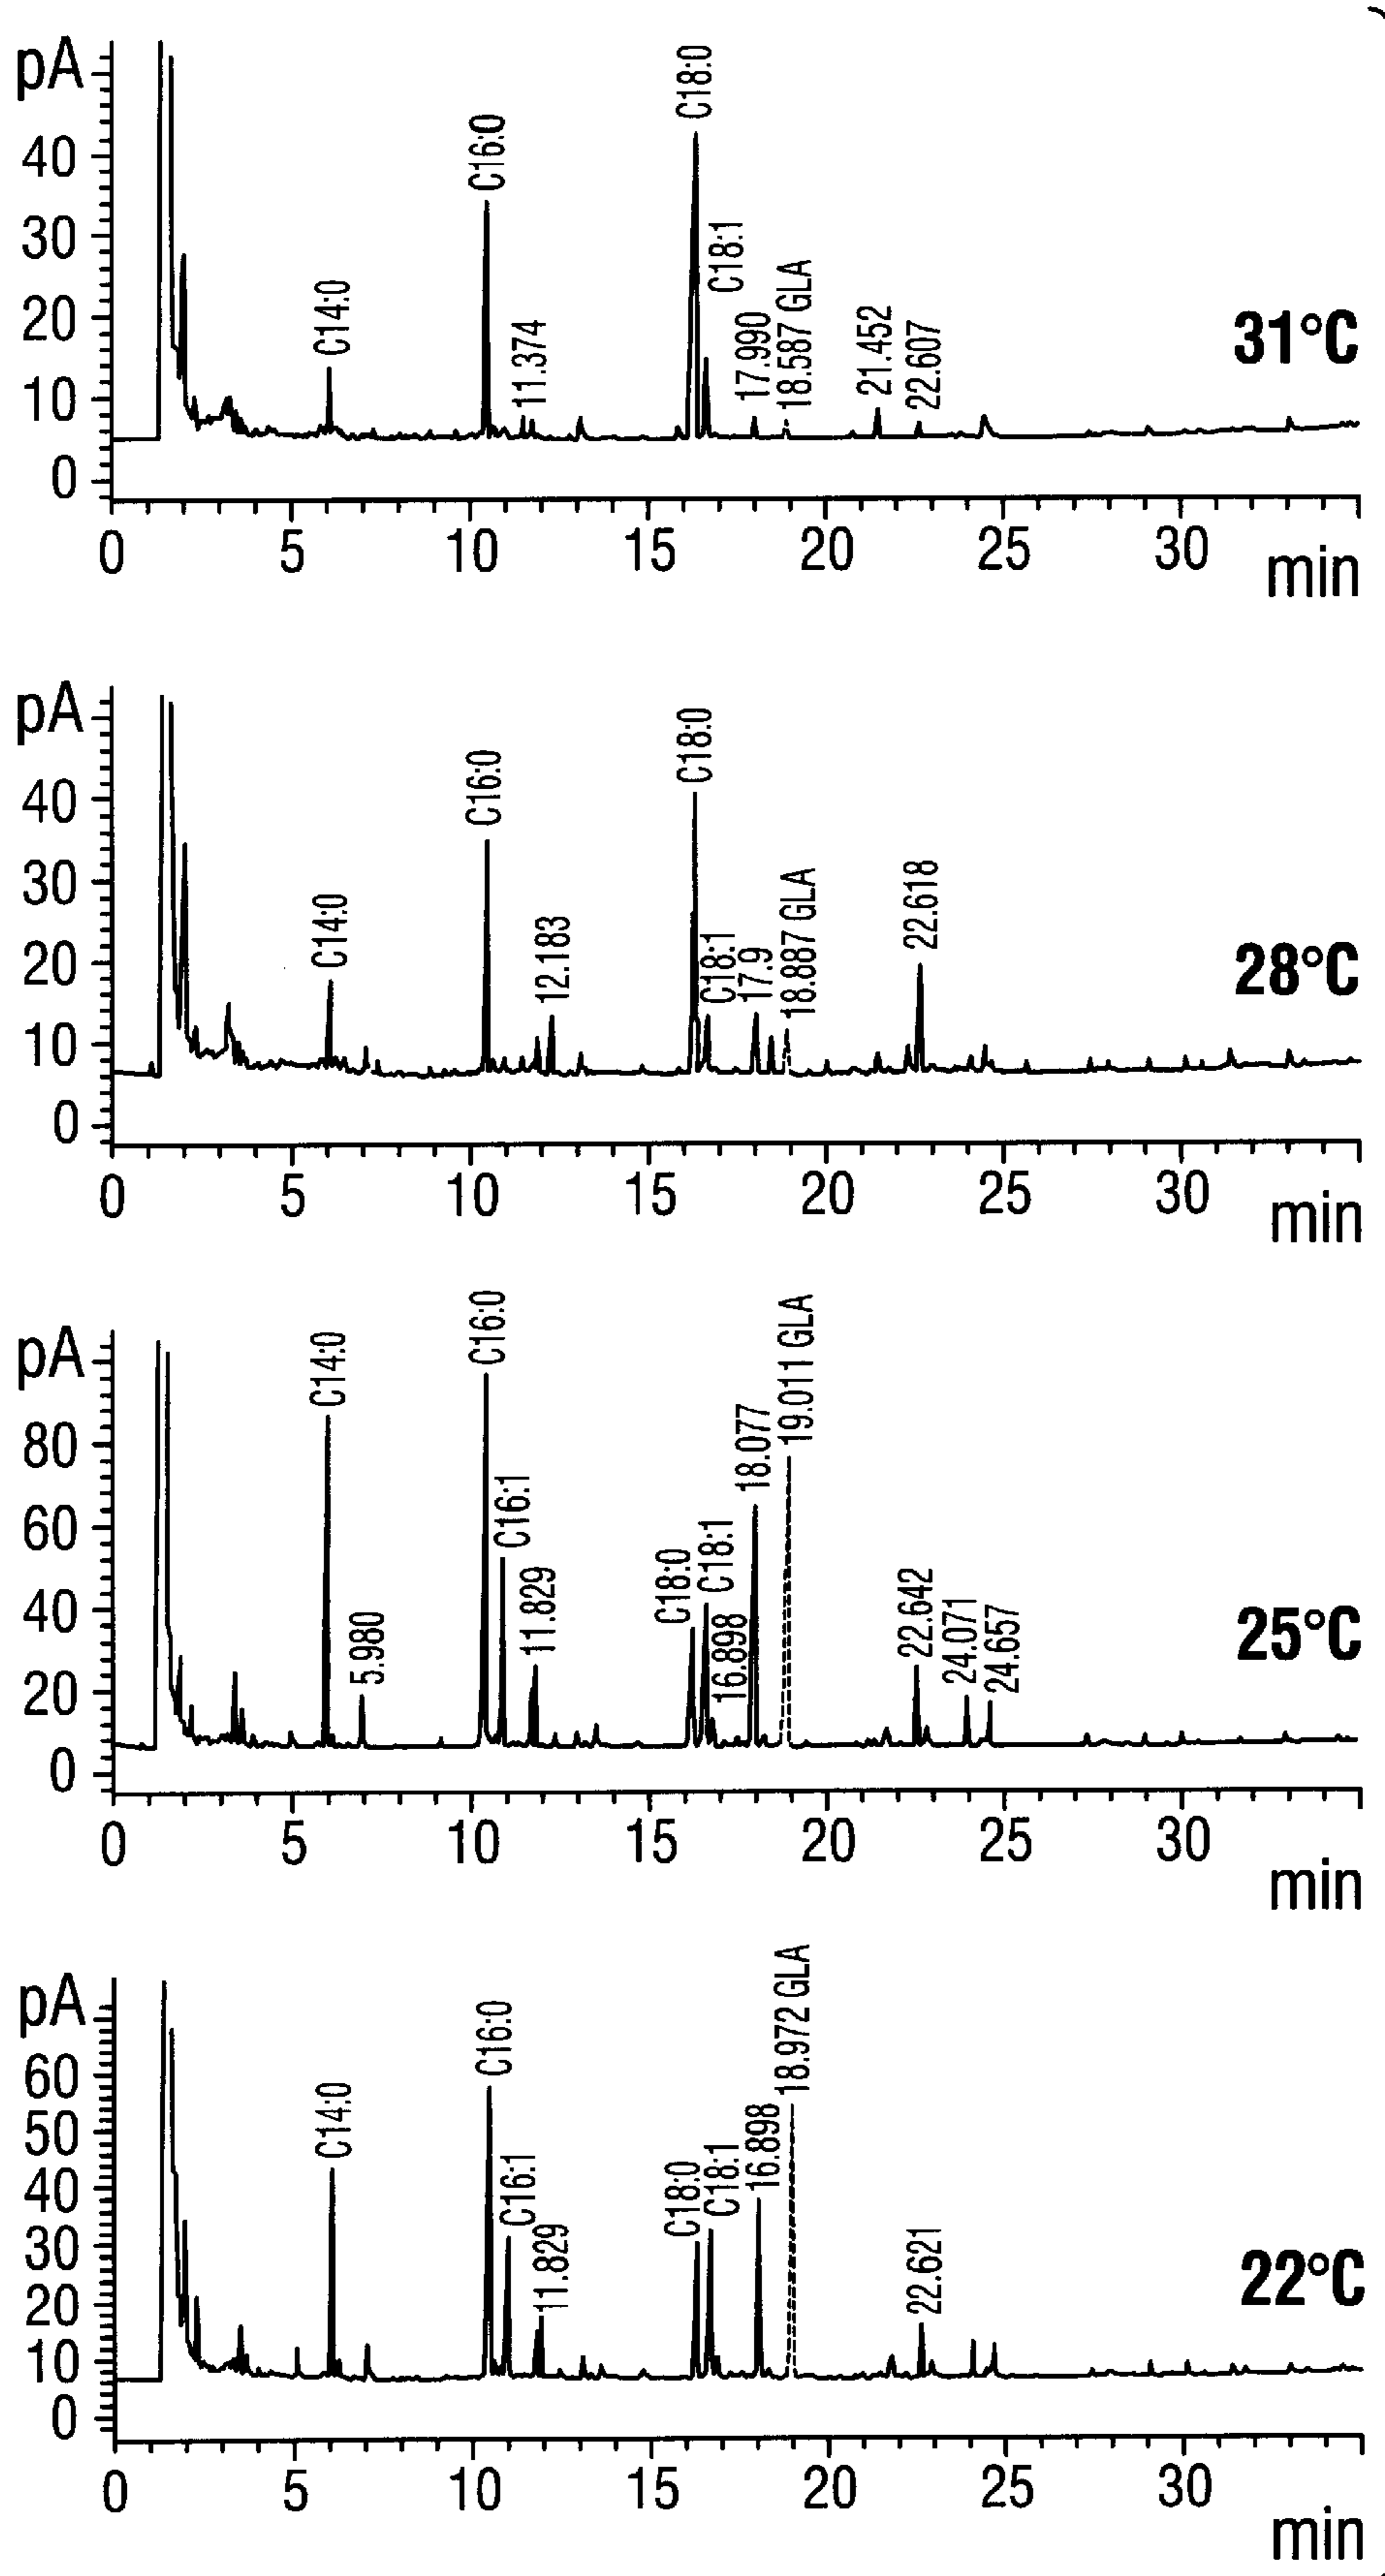 pA
40
30
20
10
0
C14:0
C16:0
11.374
C18:0
C18:1
17.990
18.587 GLA
21.452
22.607
31°C
0 5 10 15 20 25 30
min
pA
40
30
20
10
0
C14:0
C16:0
12.183
C18:0
C18:1
17.9
18.887 GLA
22.618
28°C
0 5 10 15 20 25 30
min
pA
80
60
40
20
0
C14:0
5.980
C16:0
C16:1
11.829
C18:0
C18:1
16.898
18.077
19.011 GLA
22.642
24.071
24.657
25°C
0 5 10 15 20 25 30
min
pA
60
50
40
30
20
10
0
C14:0
C16:0
C16:1
11.829
C18:0
C18:1
16.898
18.972 GLA
22.621
22°C
0 5 10 15 20 25 30
min